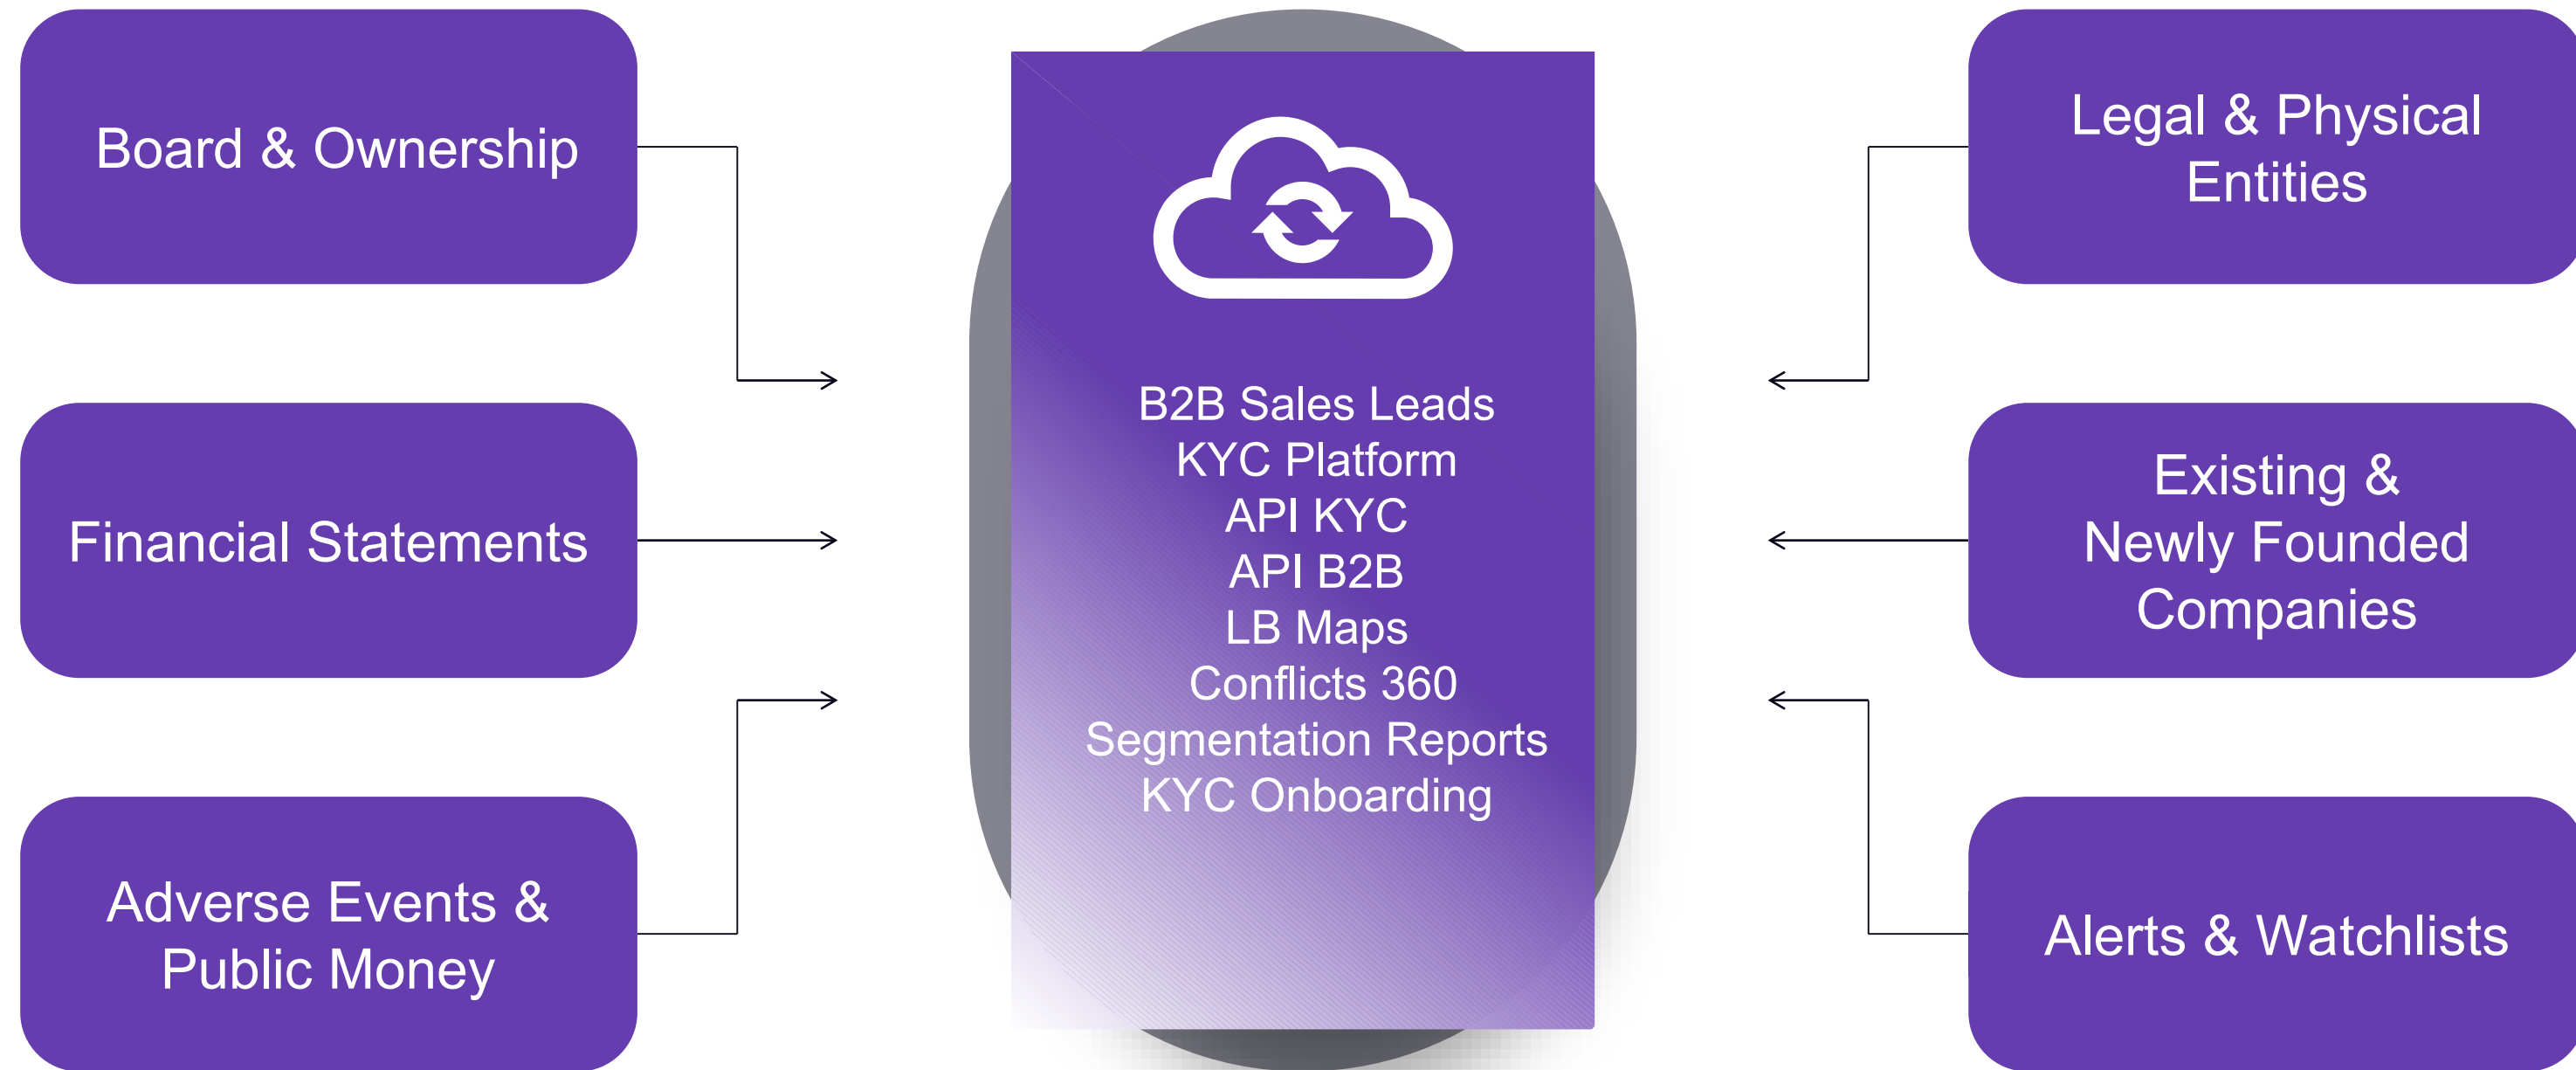 Board & Ownership
Financial Statements
Adverse Events &
Public Money
B2B Sales Leads
KYC Platform
API KYC
API B2B
LB Maps
Conflicts 360
Segmentation Reports
KYC Onboarding
Legal & Physical
Entities
Existing &
Newly Founded
Companies
Alerts & Watchlists